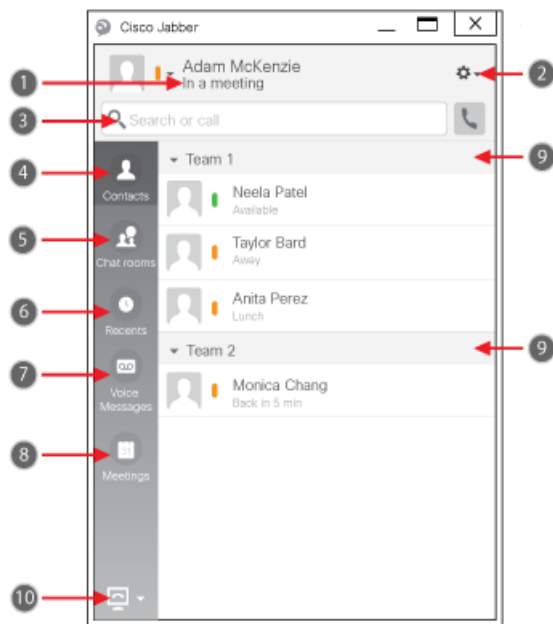 Cisco Jabber
Adam McKenzie
1
In a meeting
2
3
Search or call
4
Contacts
Team 1
9
Neela Patel
Available
5
Chat rooms
Taylor Bard
Away
6
Recents
Anita Perez
Lunch
7
Voice
Messages
Team 2
9
Monica Chang
Back in 5 min
8
31
Meetings
10